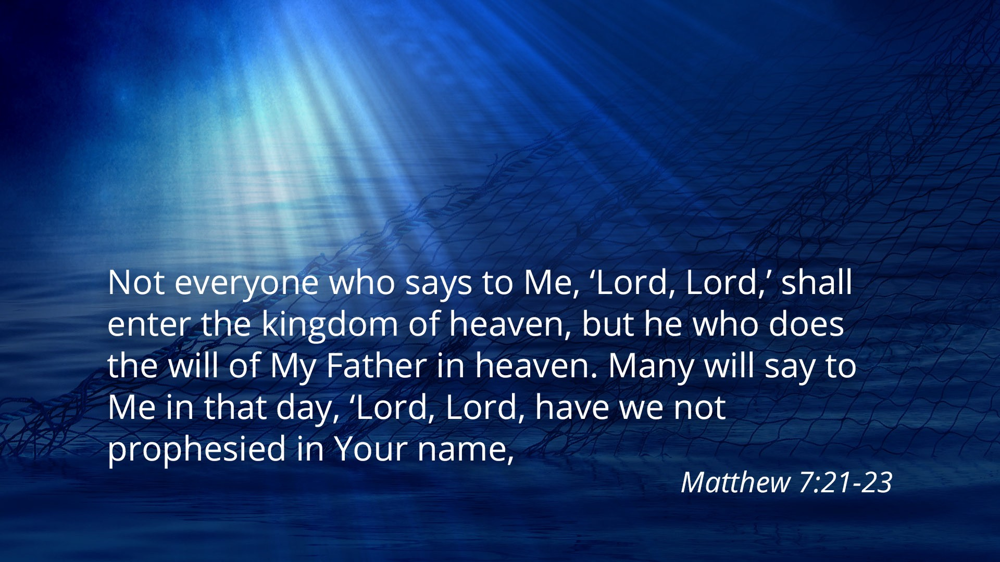 Not everyone who says to Me, ‘Lord, Lord,’ shall
enter the kingdom of heaven, but he who does
the will of My Father in heaven. Many will say to
Me in that day, ‘Lord, Lord, have we not
prophesied in Your name,
Matthew 7:21-23